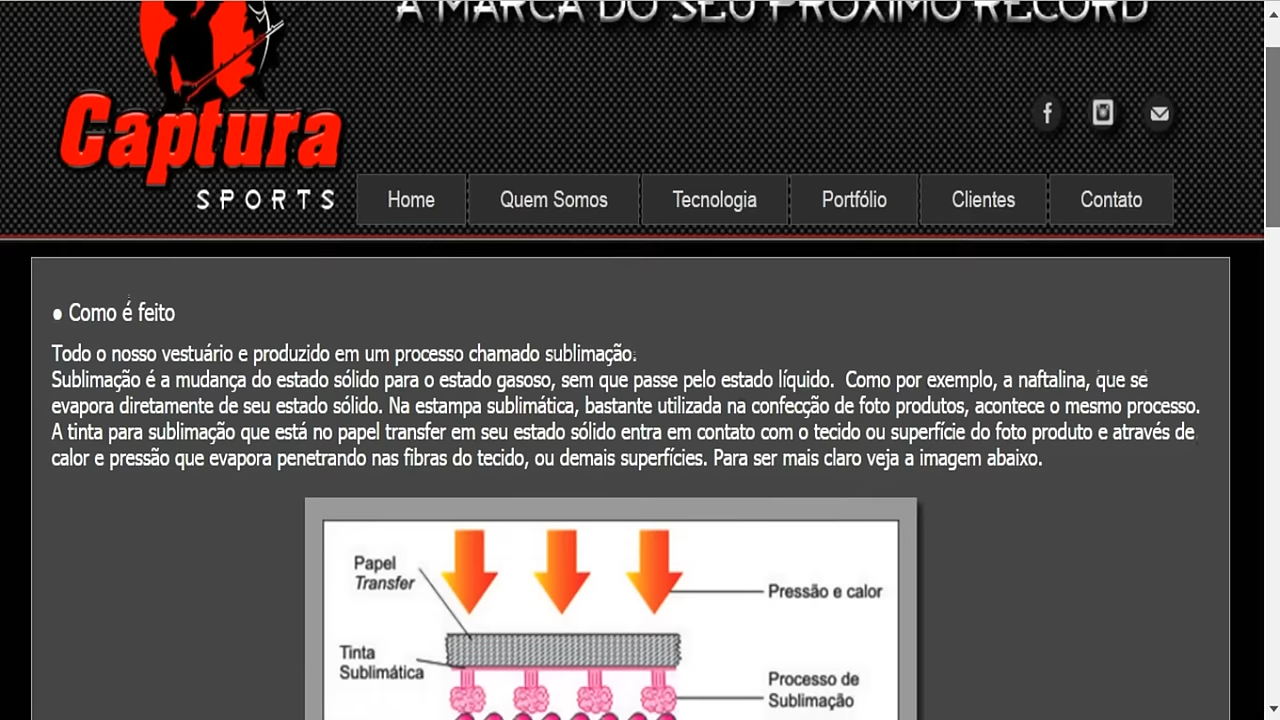 A MARCA DO SEU PRÓXIMO RECORD
Captura
SPORTS
Home
Quem Somos
Tecnologia
Portfólio
Clientes
Contato
● Como é feito
Todo o nosso vestuário e produzido em um processo chamado sublimação.
Sublimação é a mudança do estado sólido para o estado gasoso, sem que passe pelo estado líquido.  Como por exemplo, a naftalina, que se
evapora diretamente de seu estado sólido. Na estampa sublimática, bastante utilizada na confecção de foto produtos, acontece o mesmo processo.
A tinta para sublimação que está no papel transfer em seu estado sólido entra em contato com o tecido ou superfície do foto produto e através de
calor e pressão que evapora penetrando nas fibras do tecido, ou demais superfícies. Para ser mais claro veja a imagem abaixo.
Papel
Transfer
Pressão e calor
Tinta
Sublimática
Processo de
Sublimação